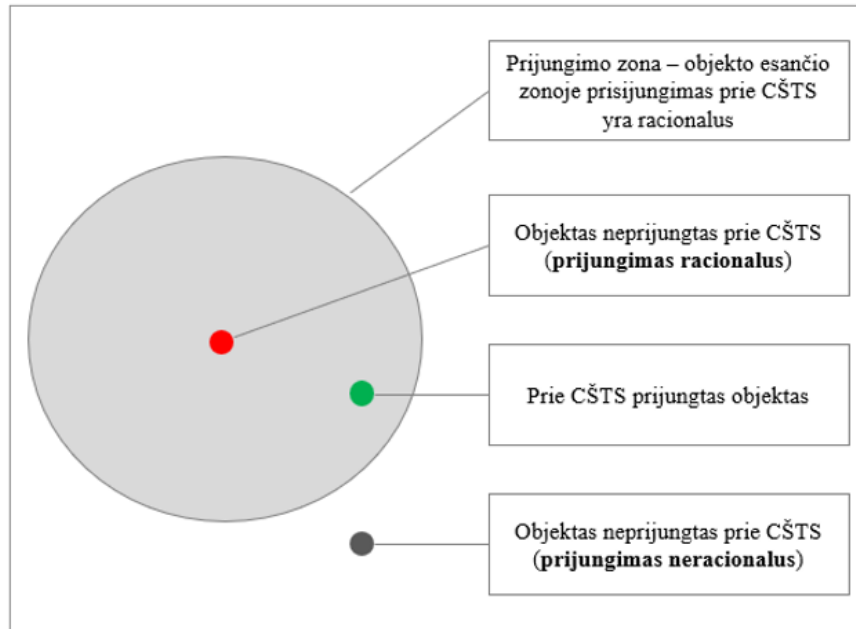 Prijungimo zona – objekto esančio
zonoje prisijungimas prie CŠTS
yra racionalus
Objektas neprijungtas prie CŠTS
(prijungimas racionalus)
Prie CŠTS prijungtas objektas
Objektas neprijungtas prie CŠTS
(prijungimas neracionalus)